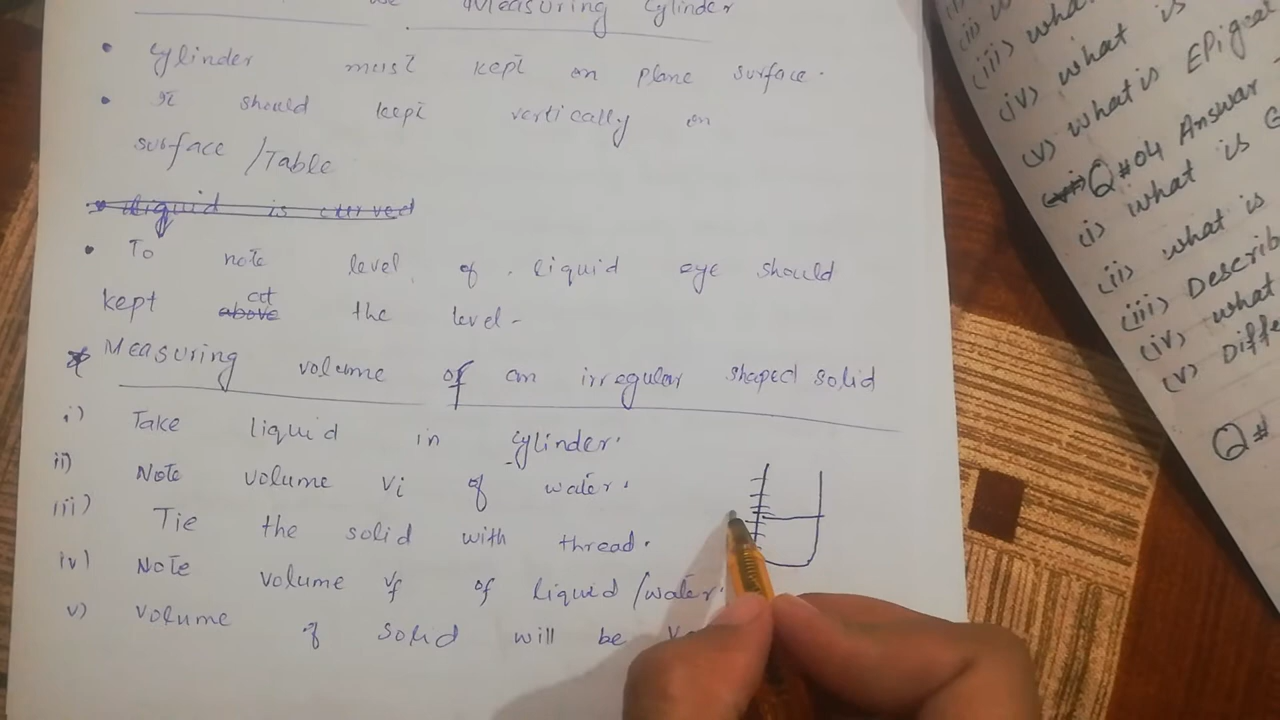 Measuring Cylinder
• Cylinder must kept on plane surface.
• It should kept vertically on
surface / Table
• liquid is curved
• To note level of liquid eye should
kept above at the level.
* Measuring volume of an irregular shaped solid
i) Take liquid in cylinder.
ii) Note volume Vi of water.
iii) Tie the solid with thread.
iv) Note volume Vf of liquid / water.
v) Volume of solid will be
(iii) wha
(iv) what is
(v) what is Epigeal
Q#04 Answar
(i) what is
(ii) what is
(iii) Describ
(iv) what
(v) Diffe
Q#